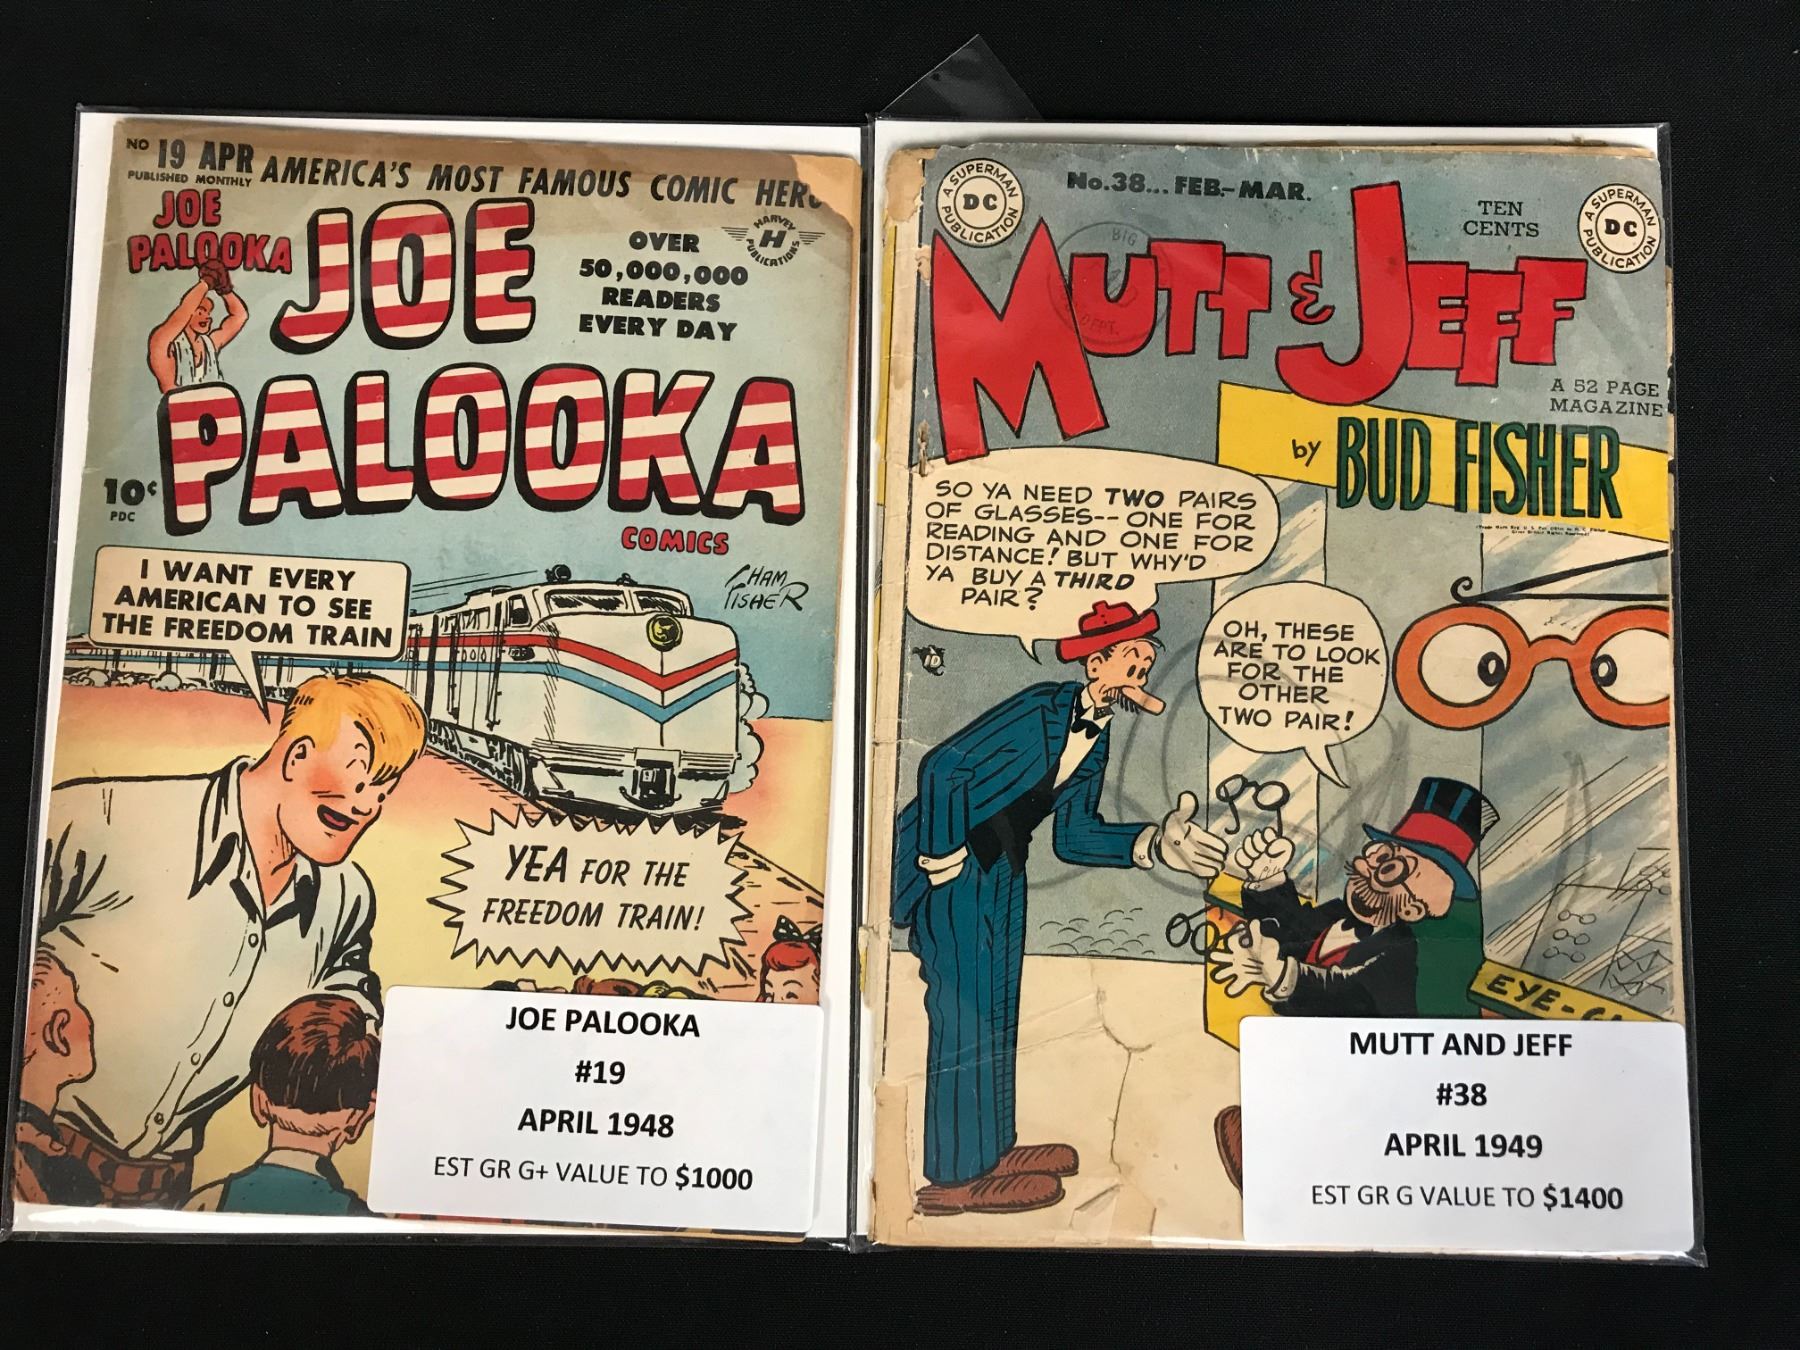 NO 19 APR
PUBLISHED MONTHLY
AMERICA'S MOST FAMOUS COMIC HERO
JOE
PALOOKA
JOE
PALOOKA
OVER
50,000,000
READERS
EVERY DAY
HARVEY
H
PUBLICATIONS
10¢
PDC
COMICS
HAM
FISHER
I WANT EVERY
AMERICAN TO SEE
THE FREEDOM TRAIN
YEA FOR THE
FREEDOM TRAIN!
JOE PALOOKA
#19
APRIL 1948
EST GR G+ VALUE TO $1000
A SUPERMAN
DC
PUBLICATION
No.38... FEB.-MAR.
TEN
CENTS
A SUPERMAN
DC
PUBLICATION
BIG
DEPT.
MUTT & JEFF
A 52 PAGE
MAGAZINE
by BUD FISHER
SO YA NEED TWO PAIRS
OF GLASSES-- ONE FOR
READING AND ONE FOR
DISTANCE! BUT WHY'D
YA BUY A THIRD
PAIR?
OH, THESE
ARE TO LOOK
FOR THE
OTHER
TWO PAIR!
EYE-G
MUTT AND JEFF
#38
APRIL 1949
EST GR G VALUE TO $1400